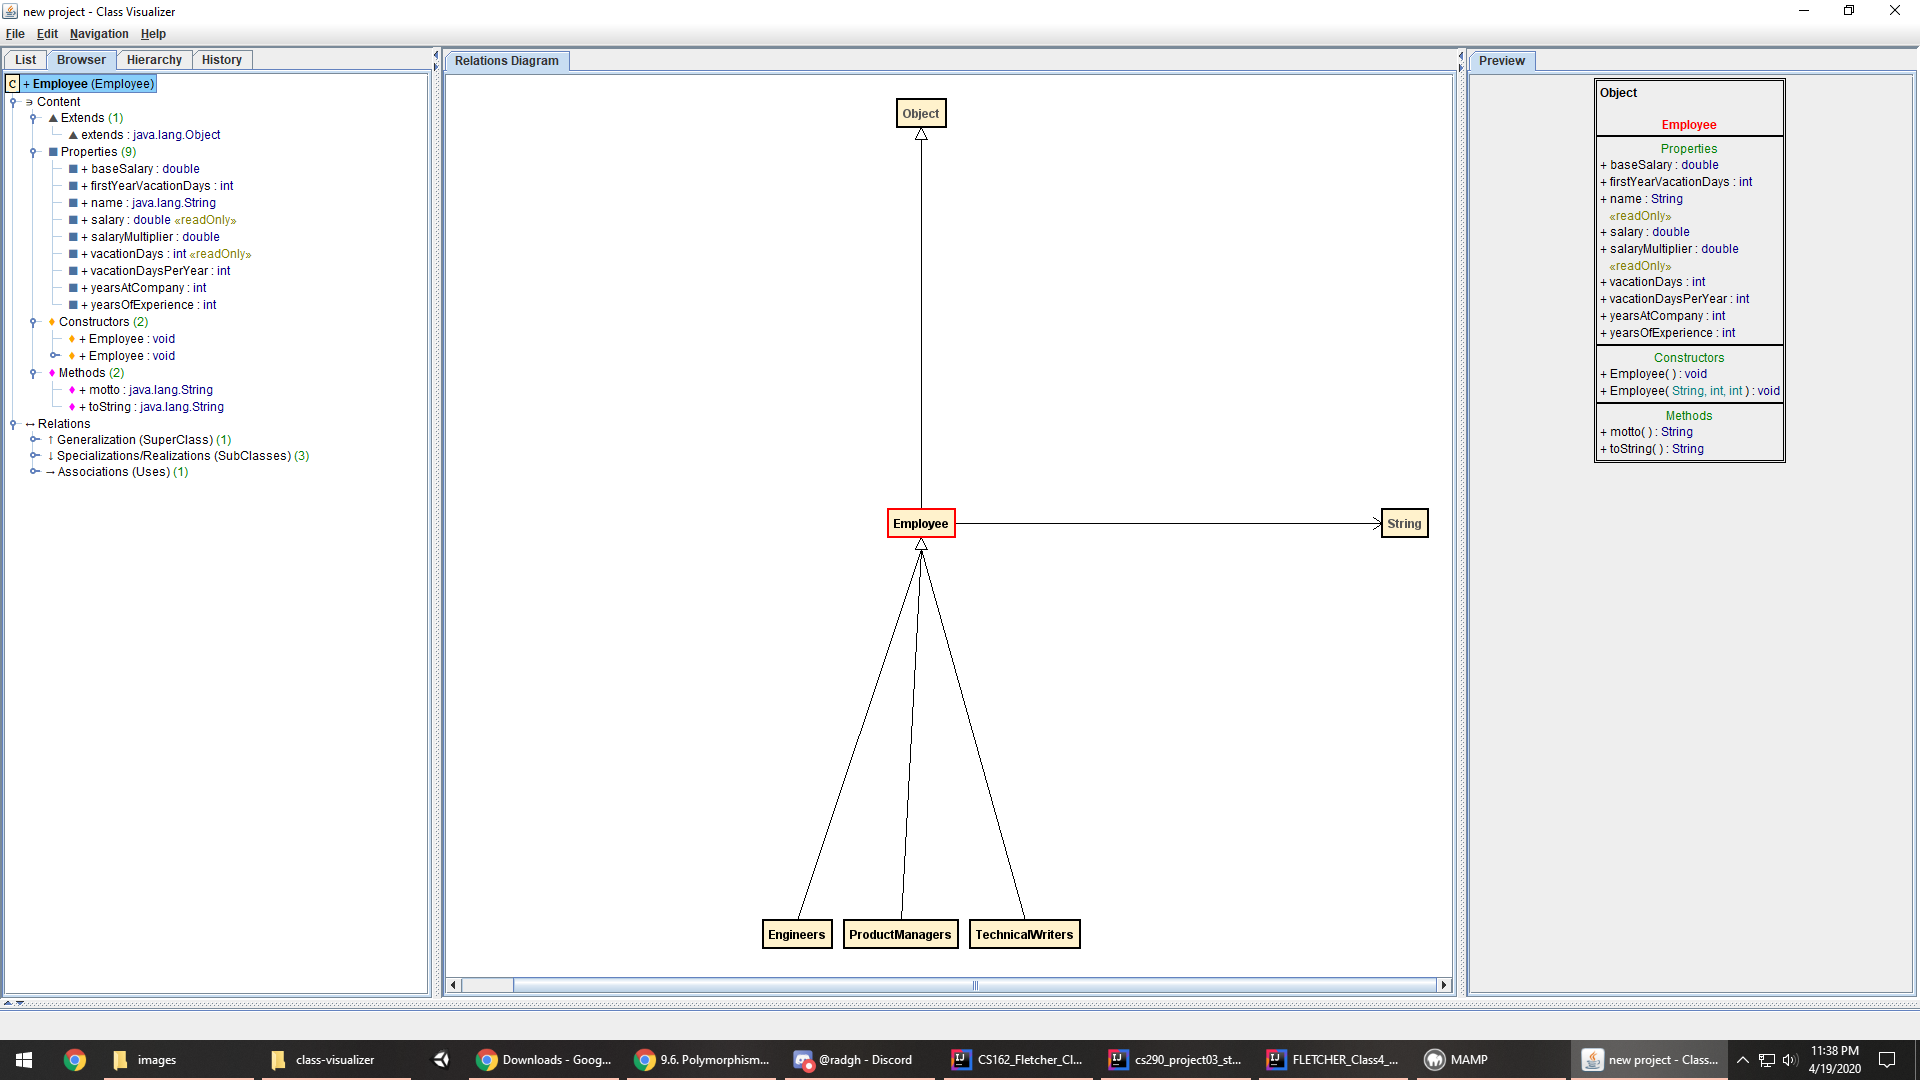 new project - Class Visualizer
File Edit Navigation Help
List Browser Hierarchy History
C + Employee (Employee)
Content
Extends (1)
extends : java.lang.Object
Properties (9)
+ baseSalary : double
+ firstYearVacationDays : int
+ name : java.lang.String
+ salary : double «readOnly»
+ salaryMultiplier : double
+ vacationDays : int «readOnly»
+ vacationDaysPerYear : int
+ yearsAtCompany : int
+ yearsOfExperience : int
Constructors (2)
+ Employee : void
+ Employee : void
Methods (2)
+ motto : java.lang.String
+ toString : java.lang.String
Relations
Generalization (SuperClass) (1)
Specializations/Realizations (SubClasses) (3)
Associations (Uses) (1)
Relations Diagram
Object
Employee
String
Engineers
ProductManagers
TechnicalWriters
Preview
Object
Employee
Properties
+ baseSalary : double
+ firstYearVacationDays : int
+ name : String
«readOnly»
+ salary : double
+ salaryMultiplier : double
«readOnly»
+ vacationDays : int
+ vacationDaysPerYear : int
+ yearsAtCompany : int
+ yearsOfExperience : int
Constructors
+ Employee( ) : void
+ Employee( String, int, int ) : void
Methods
+ motto( ) : String
+ toString( ) : String
images
class-visualizer
Downloads - Goog...
9.6. Polymorphism...
@radgh - Discord
CS162_Fletcher_Cl...
cs290_project03_st...
FLETCHER_Class4_...
MAMP
new project - Class...
11:38 PM
4/19/2020